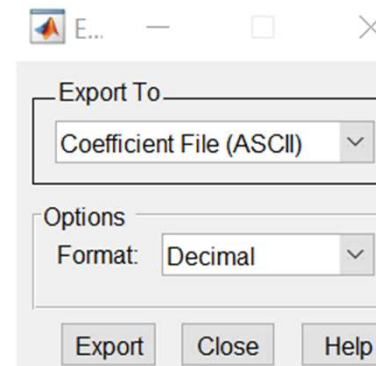 E...
Export To
Coefficient File (ASCII)
Options
Format: Decimal
Export Close Help